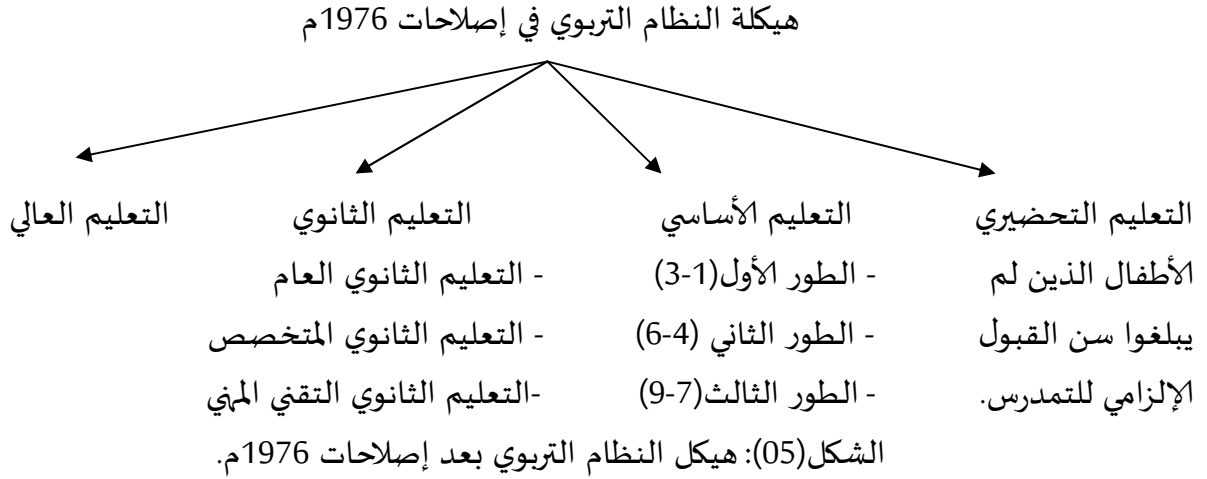 هيكلة النظام التربوي في إصلاحات 1976م
التعليم التحضيري التعليم الأساسي التعليم الثانوي التعليم العالي
الأطفال الذين لم - الطور الأول(1-3) - التعليم الثانوي العام
يبلغوا سن القبول - الطور الثاني (4-6) - التعليم الثانوي المتخصص
الإلزامي للتمدرس. - الطور الثالث(7-9) -التعليم الثانوي التقني المهني
الشكل(05): هيكل النظام التربوي بعد إصلاحات 1976م.